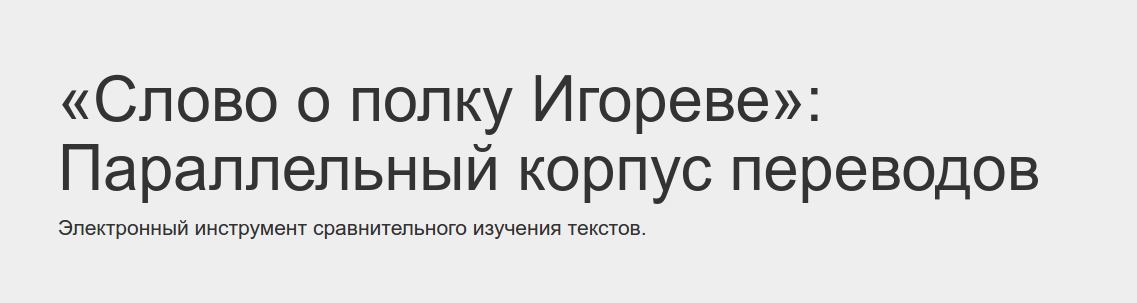 «Слово о полку Игореве»:
Параллельный корпус переводов
Электронный инструмент сравнительного изучения текстов.